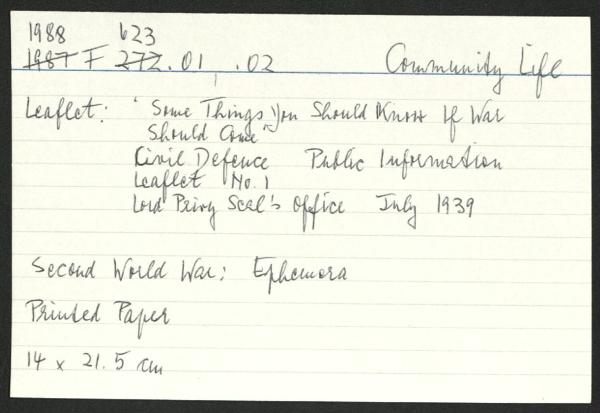 1988 623
1987 F 272.01, .02 Community Life
Leaflet: 'Some Things You Should Know If War
Should Come'
Civil Defence Public Information
Leaflet No. 1
Lord Privy Seal's Office July 1939
Second World War: Ephemora
Printed Paper
14 x 21.5 cm